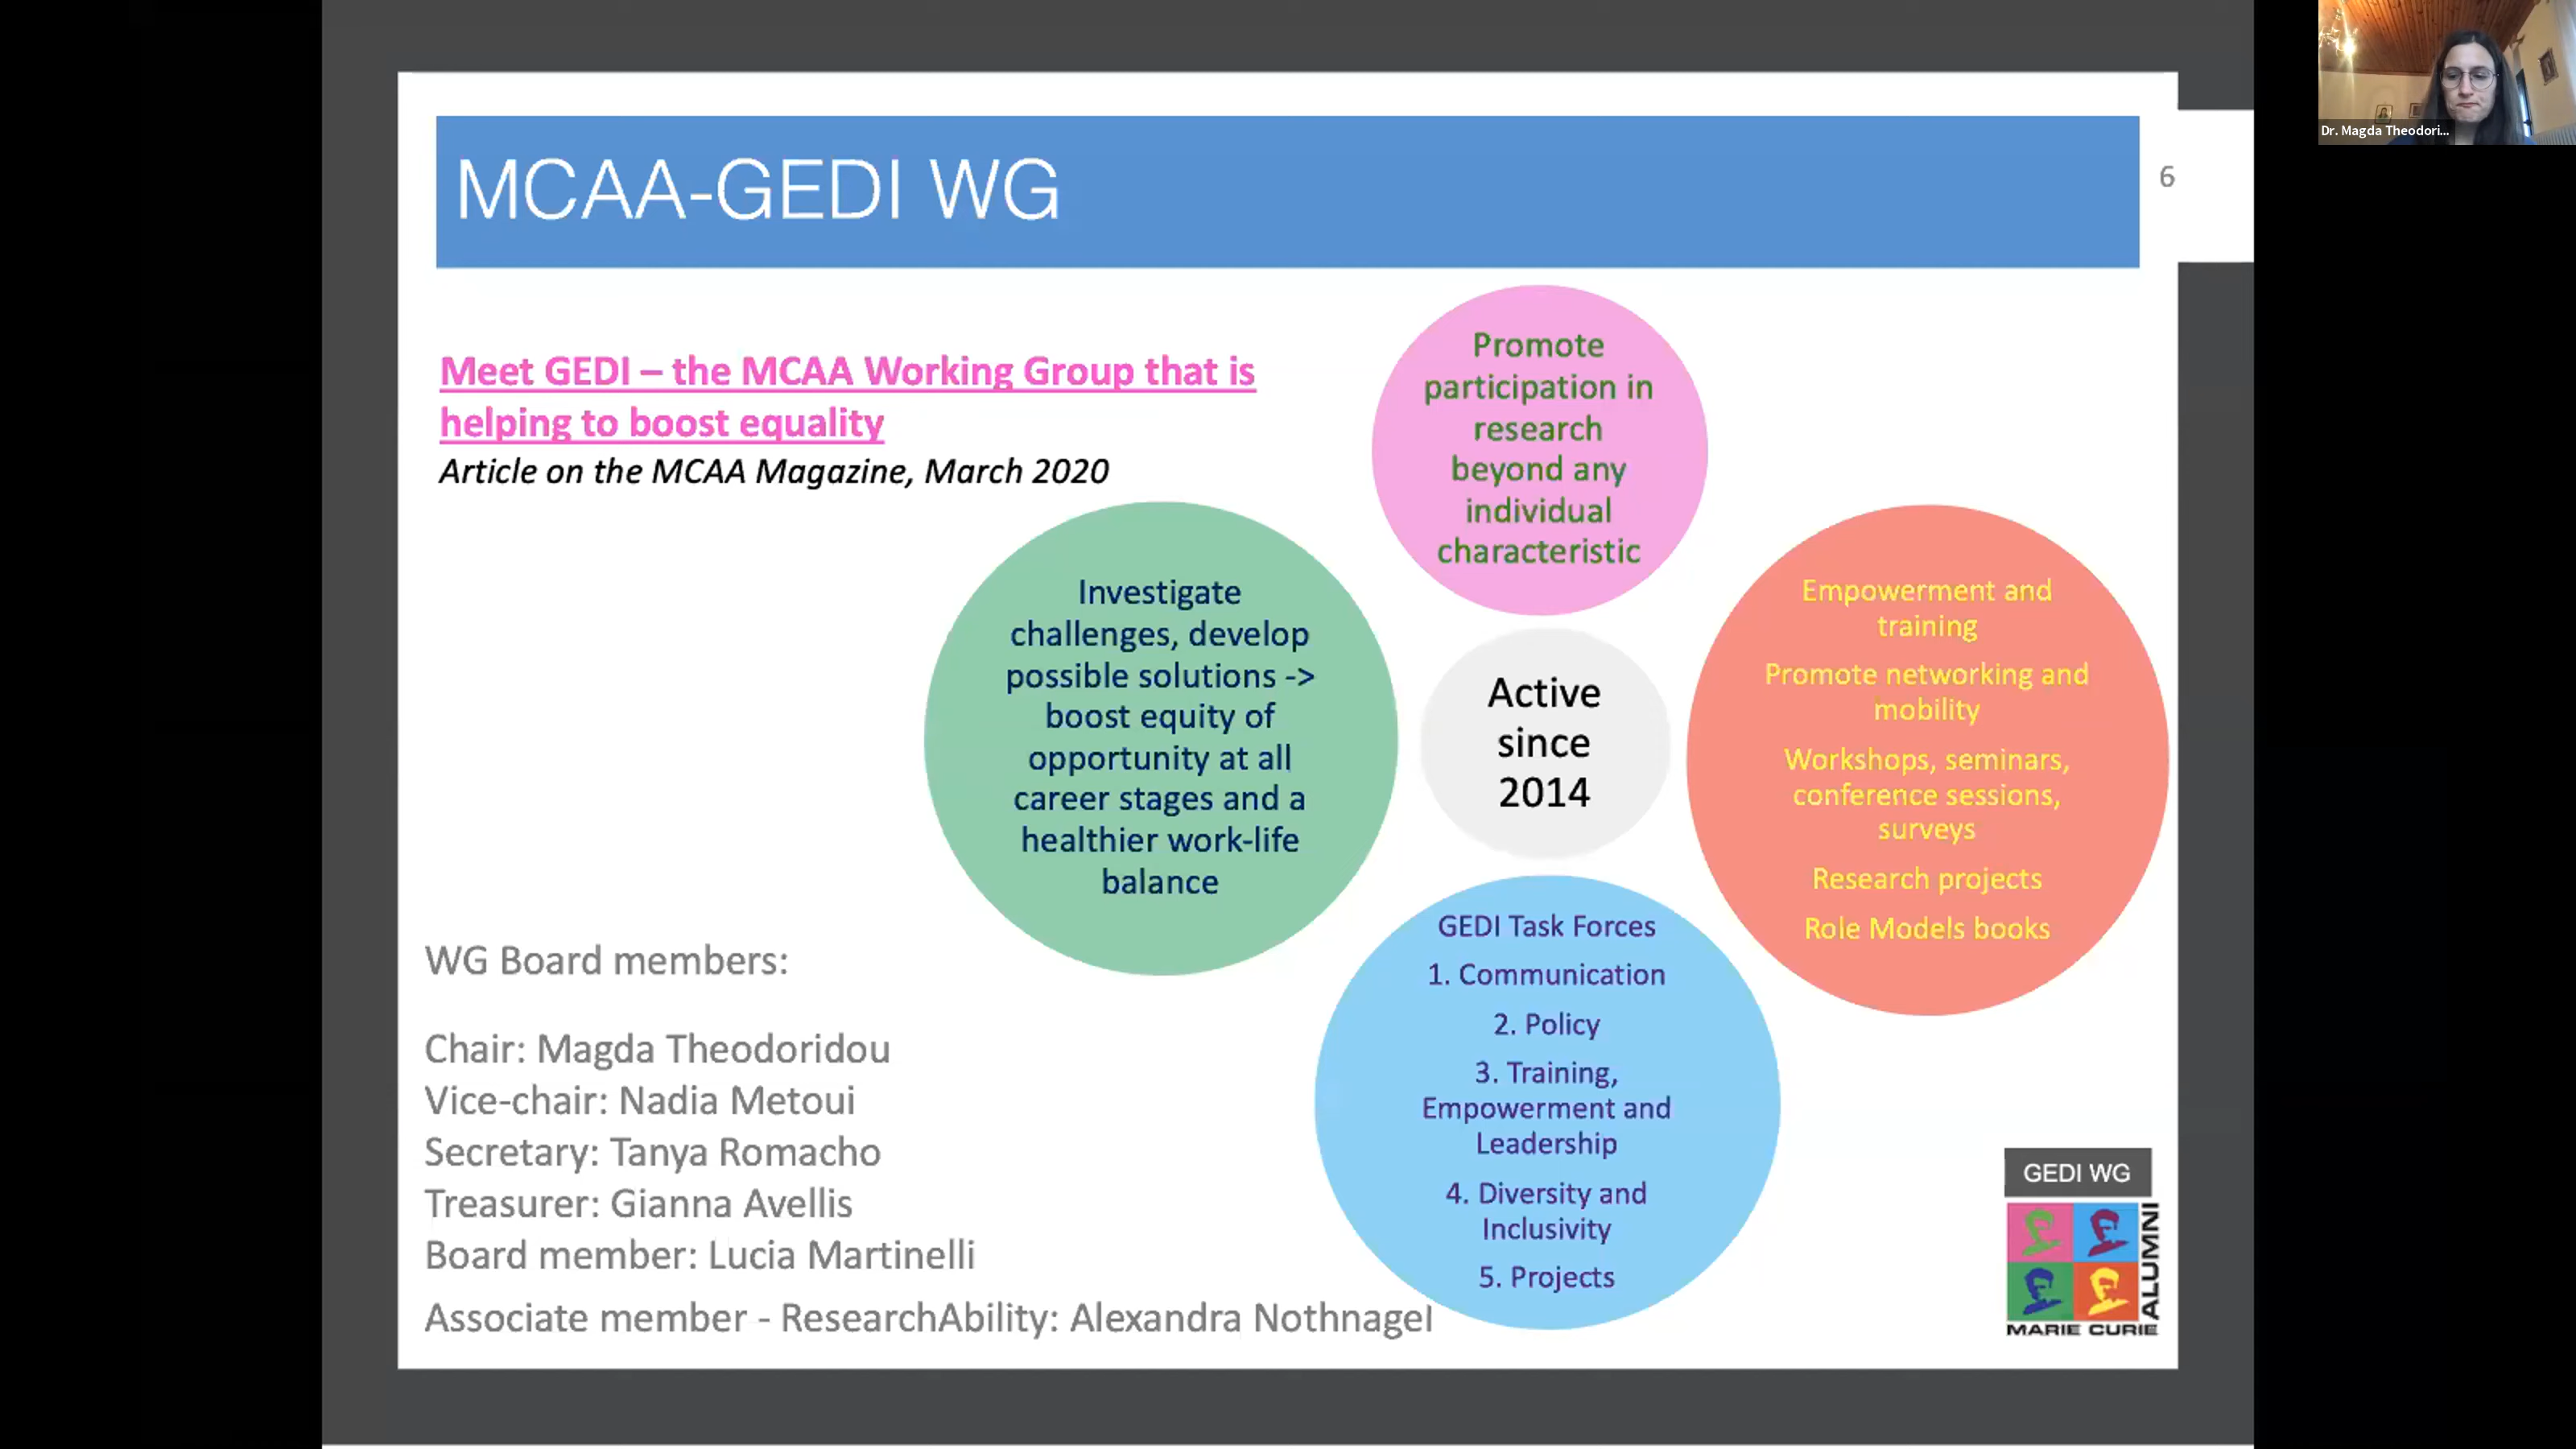 MCAA-GEDI WG
6
Dr. Magda Theodori...
Meet GEDI – the MCAA Working Group that is
helping to boost equality
Article on the MCAA Magazine, March 2020
Promote
participation in
research
beyond any
individual
characteristic
Investigate
challenges, develop
possible solutions ->
boost equity of
opportunity at all
career stages and a
healthier work-life
balance
Active
since
2014
Empowerment and
training
Promote networking and
mobility
Workshops, seminars,
conference sessions,
surveys
Research projects
Role Models books
GEDI Task Forces
1. Communication
2. Policy
3. Training,
Empowerment and
Leadership
4. Diversity and
Inclusivity
5. Projects
WG Board members:
Chair: Magda Theodoridou
Vice-chair: Nadia Metoui
Secretary: Tanya Romacho
Treasurer: Gianna Avellis
Board member: Lucia Martinelli
Associate member - ResearchAbility: Alexandra Nothnagel
GEDI WG
ALUMNI
MARIE CURIE